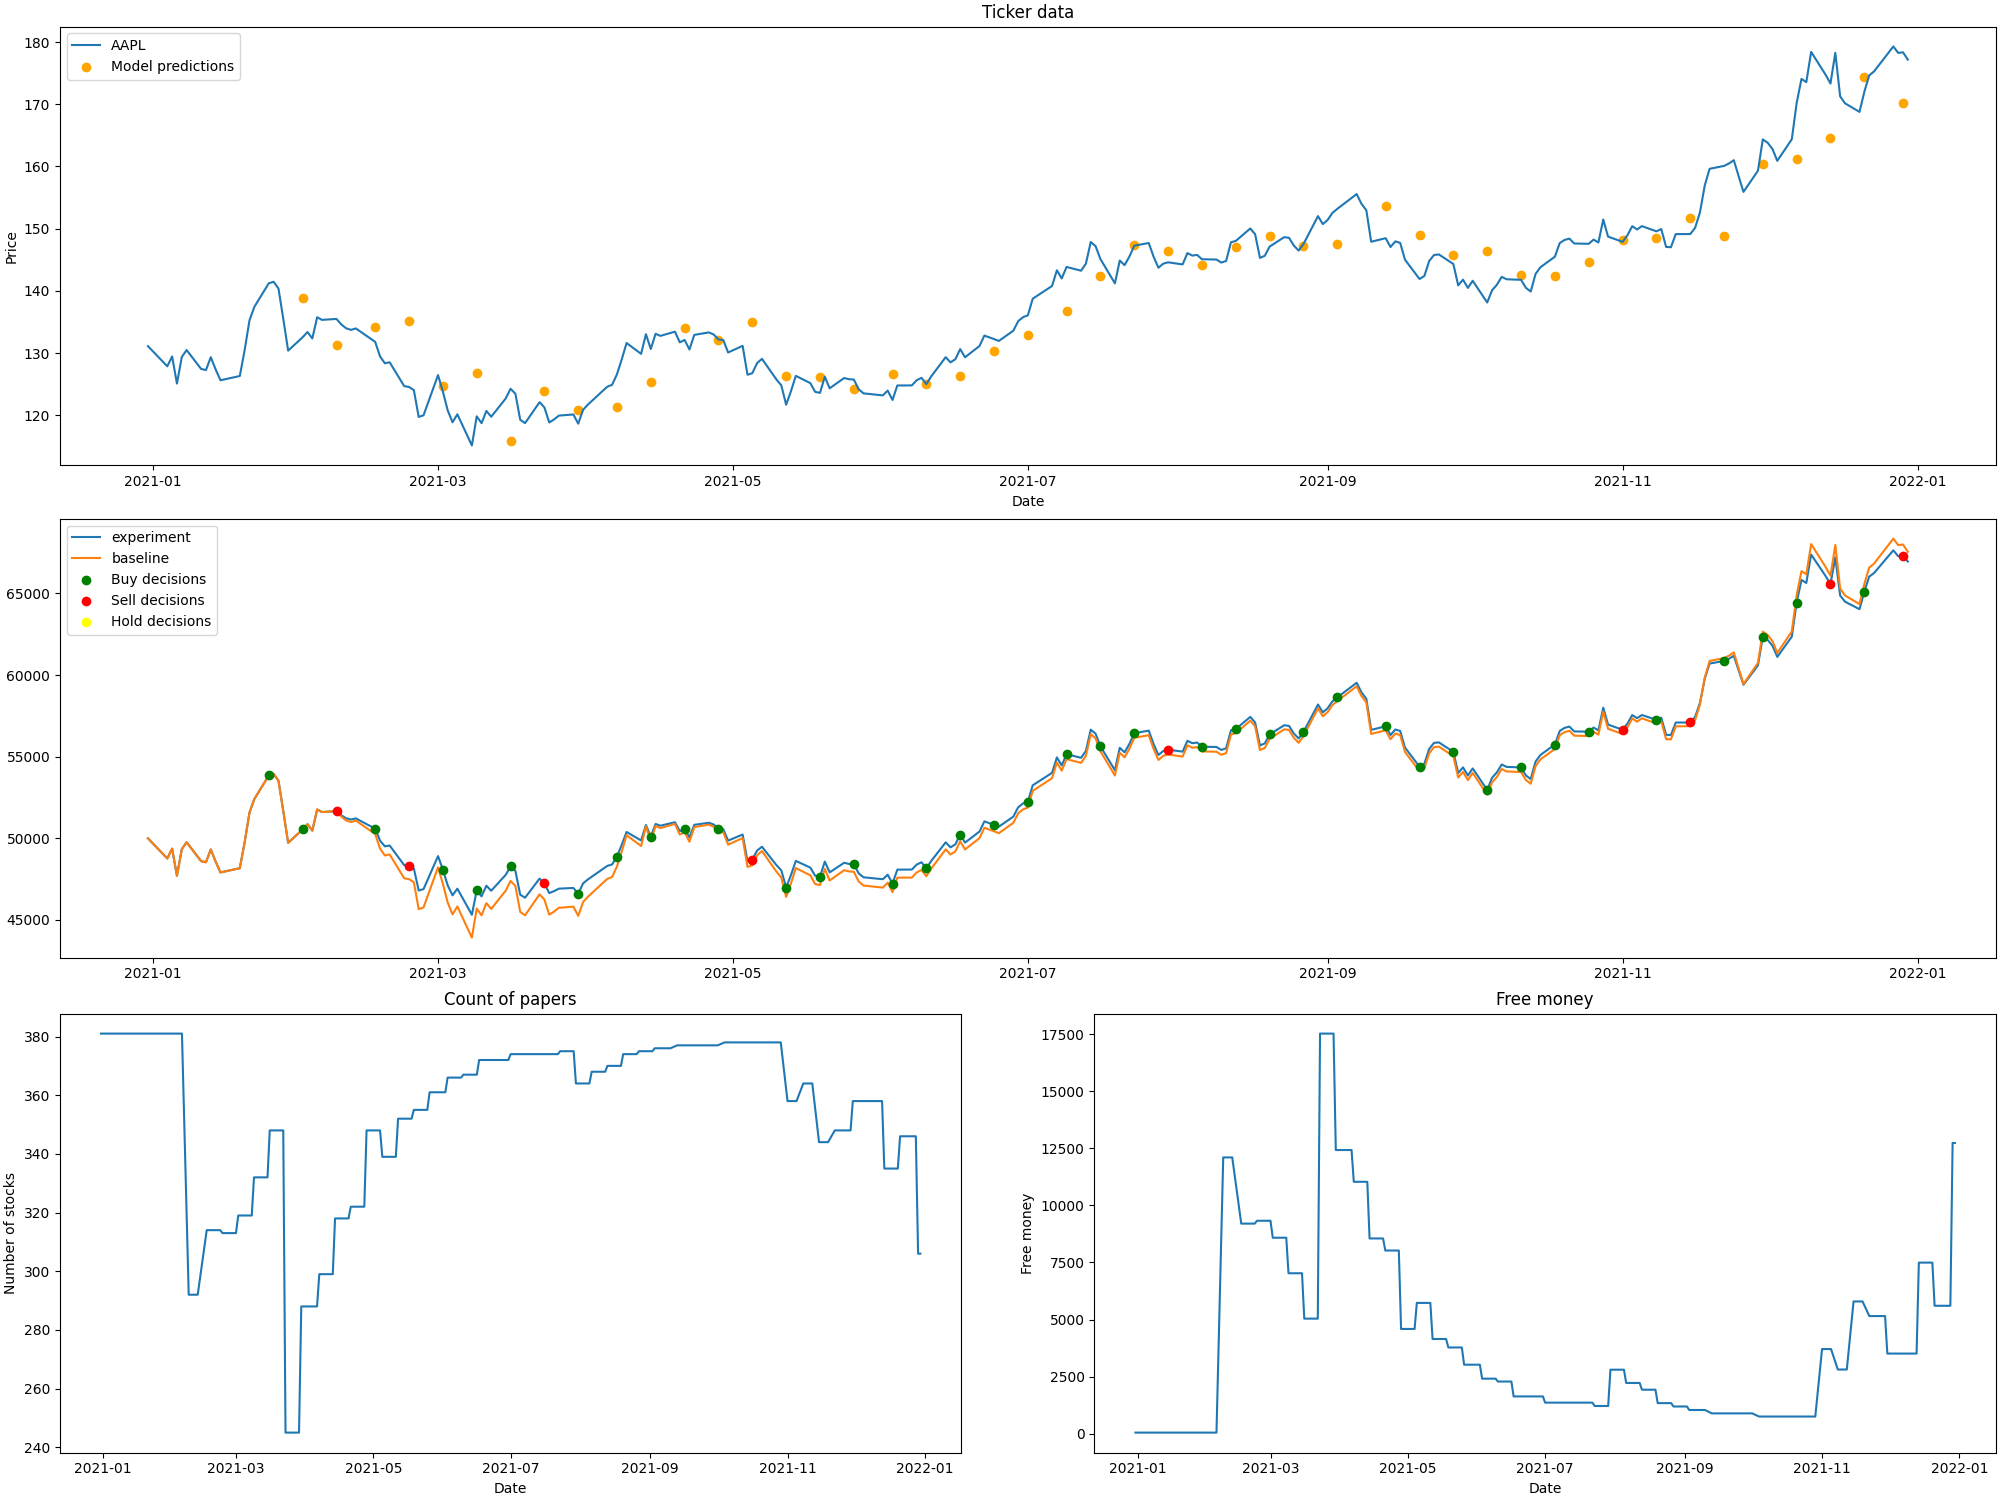 Ticker data
AAPL
Model predictions
180
170
160
150
140
130
120
Price
2021-01 2021-03 2021-05 2021-07 2021-09 2021-11 2022-01
Date
experiment
baseline
Buy decisions
Sell decisions
Hold decisions
65000
60000
55000
50000
45000
2021-01 2021-03 2021-05 2021-07 2021-09 2021-11 2022-01
Count of papers
380
360
340
320
300
280
260
240
Number of stocks
2021-01 2021-03 2021-05 2021-07 2021-09 2021-11 2022-01
Date
Free money
17500
15000
12500
10000
7500
5000
2500
0
Free money
2021-01 2021-03 2021-05 2021-07 2021-09 2021-11 2022-01
Date